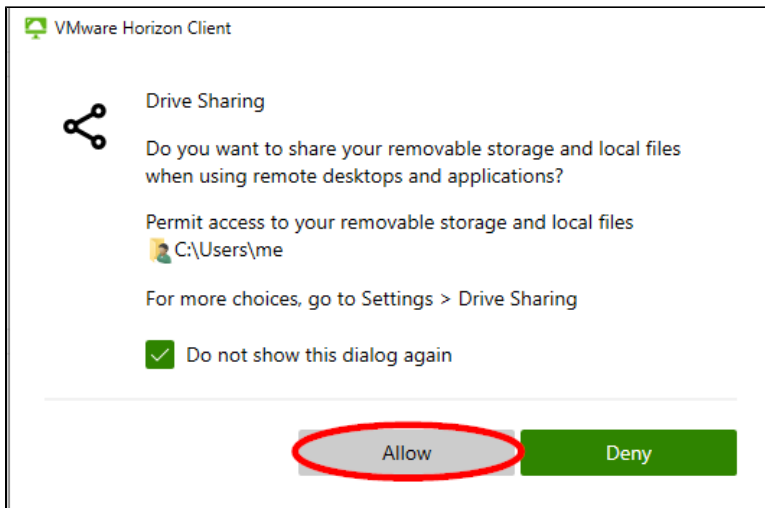 VMware Horizon Client
Drive Sharing
Do you want to share your removable storage and local files
when using remote desktops and applications?
Permit access to your removable storage and local files
C:\Users\me
For more choices, go to Settings > Drive Sharing
Do not show this dialog again
Allow
Deny